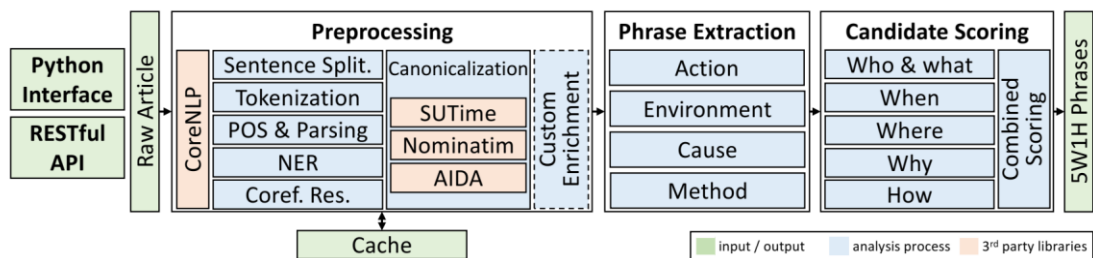 Python
Interface
RESTful
API
Raw Article
Preprocessing
CoreNLP
Sentence Split.
Tokenization
POS & Parsing
NER
Coref. Res.
Canonicalization
SUTime
Nominatim
AIDA
Custom
Enrichment
Cache
Phrase Extraction
Action
Environment
Cause
Method
Candidate Scoring
Who & what
When
Where
Why
How
Combined
Scoring
5W1H Phrases
input / output
analysis process
3rd party libraries